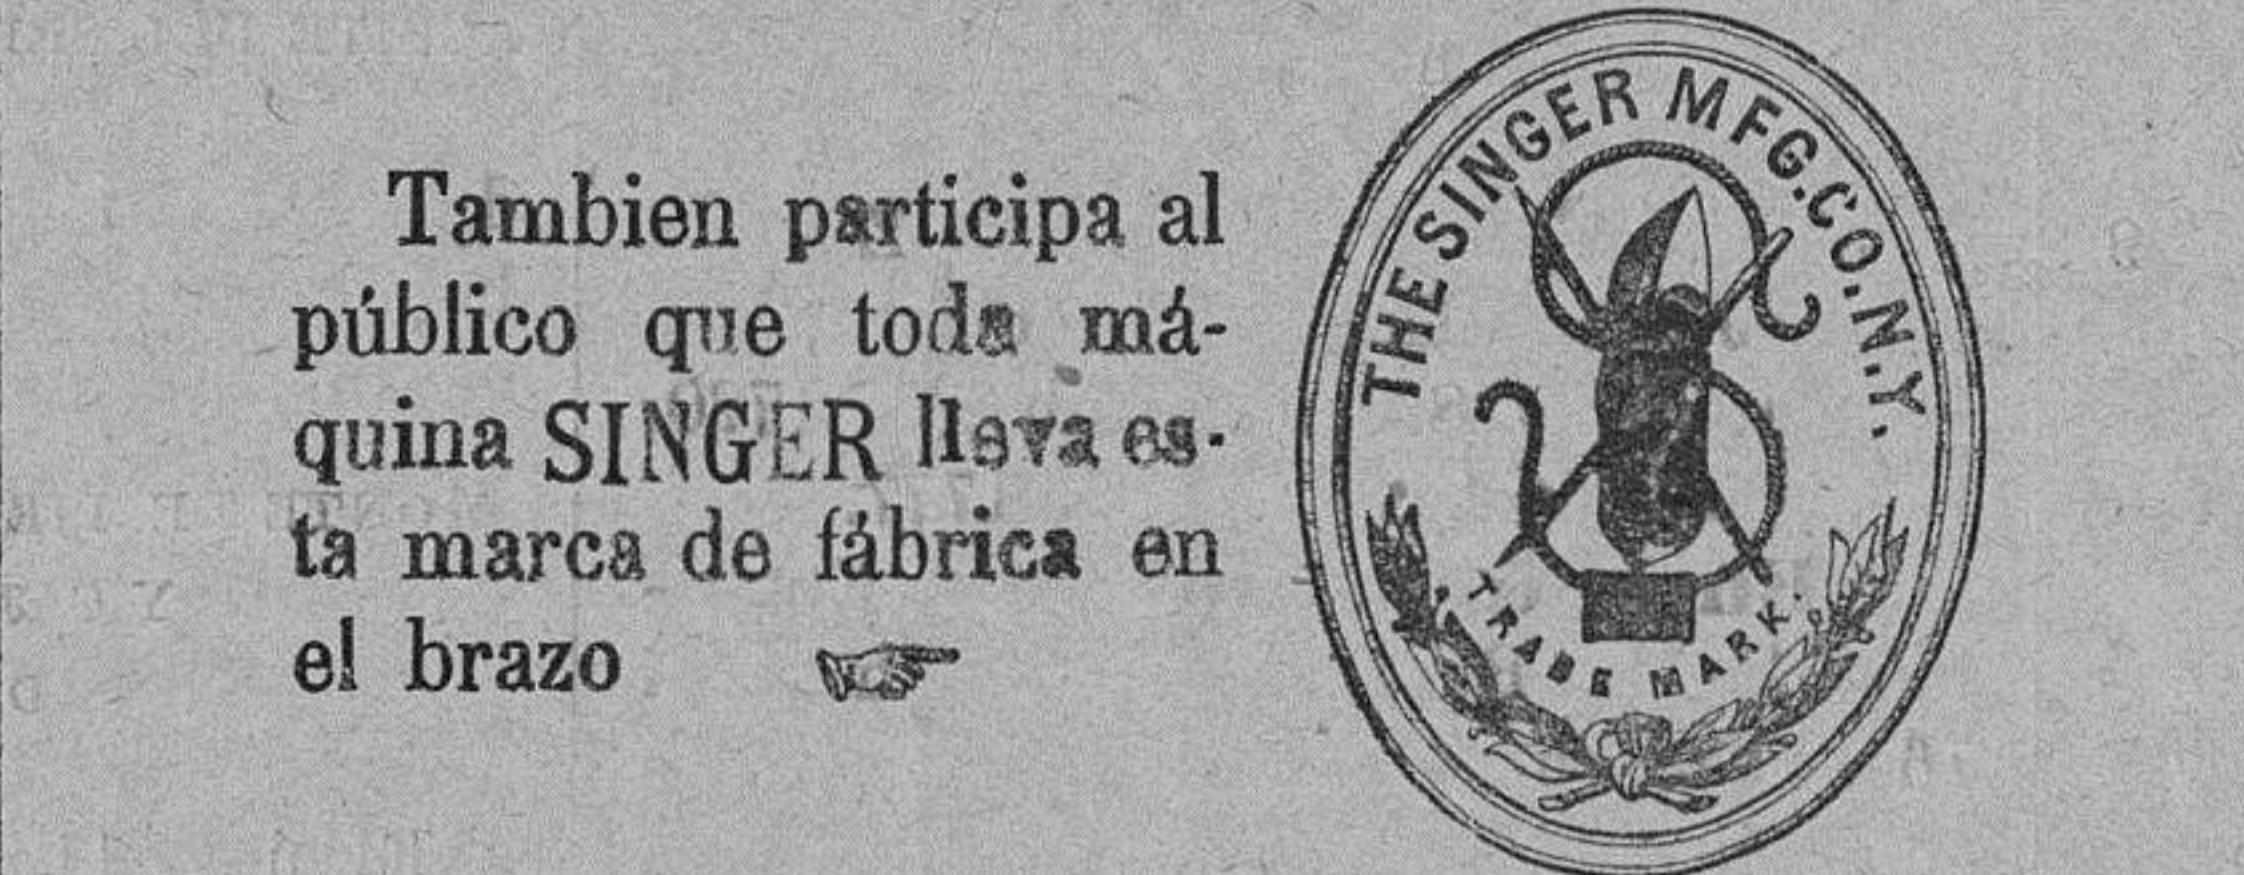 Tambien participa al
público que toda má-
quina SINGER lleva es-
ta marca de fábrica en
el brazo
THE SINGER MFG. CO. N.Y.
TRADE MARK.